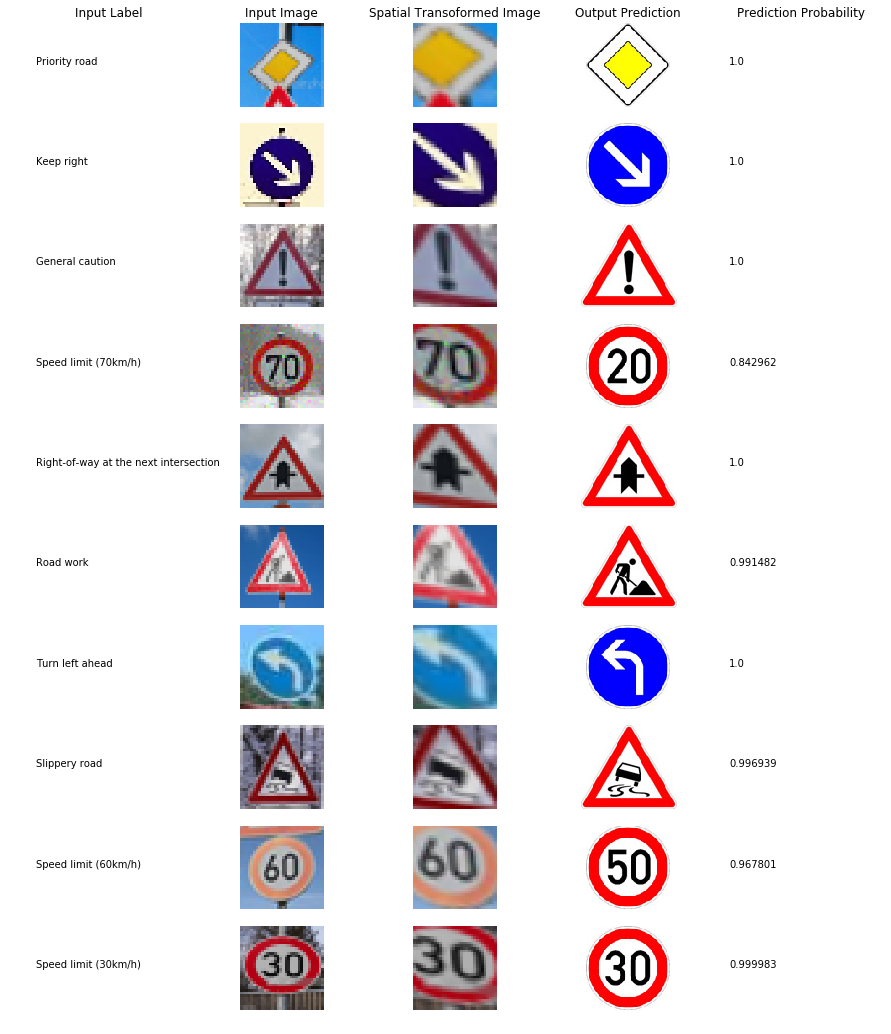 Input Label Input Image Spatial Transoformed Image Output Prediction Prediction Probability
Priority road 1.0
Keep right 1.0
General caution 1.0
Speed limit (70km/h) 70 70 20 0.842962
Right-of-way at the next intersection 1.0
Road work 0.991482
Turn left ahead 1.0
Slippery road 0.996939
Speed limit (60km/h) 60 60 50 0.967801
Speed limit (30km/h) 30 30 30 0.999983